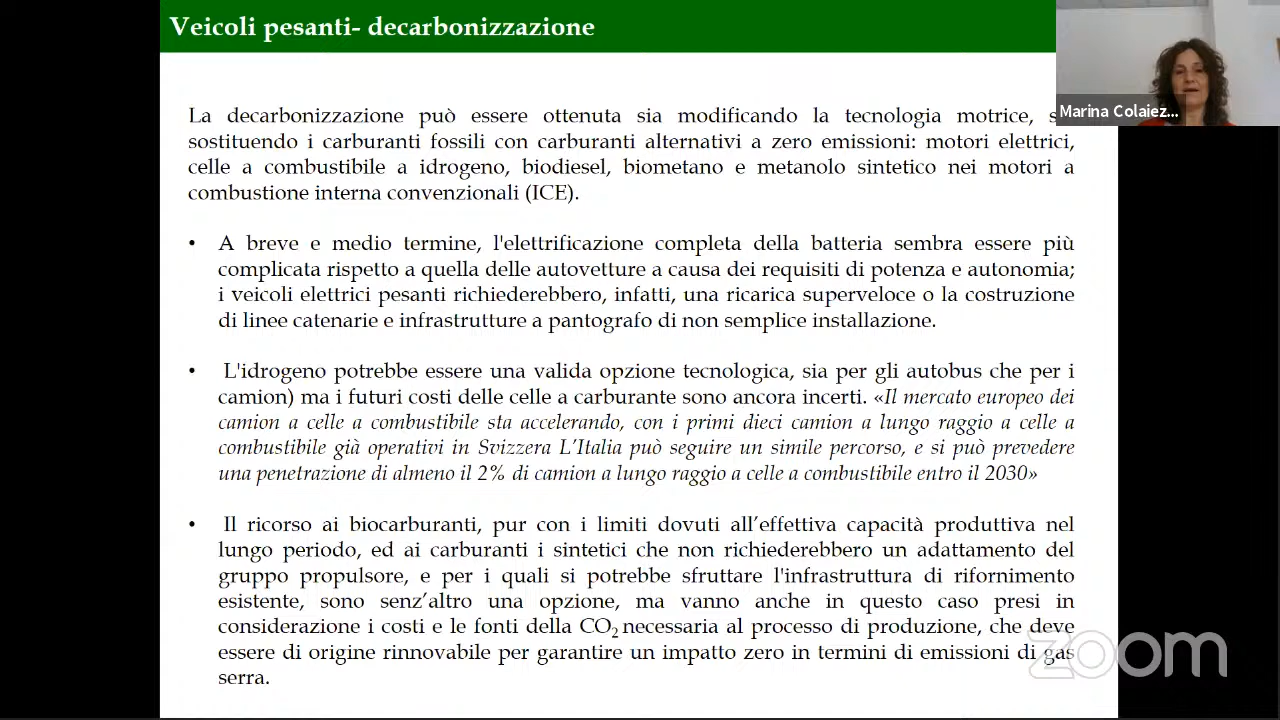 Veicoli pesanti- decarbonizzazione
Marina Colaiez...
La decarbonizzazione può essere ottenuta sia modificando la tecnologia motrice,
sostituendo i carburanti fossili con carburanti alternativi a zero emissioni: motori elettrici,
celle a combustibile a idrogeno, biodiesel, biometano e metanolo sintetico nei motori a
combustione interna convenzionali (ICE).
• A breve e medio termine, l'elettrificazione completa della batteria sembra essere più
complicata rispetto a quella delle autovetture a causa dei requisiti di potenza e autonomia;
i veicoli elettrici pesanti richiederebbero, infatti, una ricarica superveloce o la costruzione
di linee catenarie e infrastrutture a pantografo di non semplice installazione.
• L'idrogeno potrebbe essere una valida opzione tecnologica, sia per gli autobus che per i
camion) ma i futuri costi delle celle a carburante sono ancora incerti. «Il mercato europeo dei
camion a celle a combustibile sta accelerando, con i primi dieci camion a lungo raggio a celle a
combustibile già operativi in Svizzera L'Italia può seguire un simile percorso, e si può prevedere
una penetrazione di almeno il 2% di camion a lungo raggio a celle a combustibile entro il 2030»
• Il ricorso ai biocarburanti, pur con i limiti dovuti all’effettiva capacità produttiva nel
lungo periodo, ed ai carburanti i sintetici che non richiederebbero un adattamento del
gruppo propulsore, e per i quali si potrebbe sfruttare l'infrastruttura di rifornimento
esistente, sono senz’altro una opzione, ma vanno anche in questo caso presi in
considerazione i costi e le fonti della CO₂ necessaria al processo di produzione, che deve
essere di origine rinnovabile per garantire un impatto zero in termini di emissioni di gas
serra.
zoom